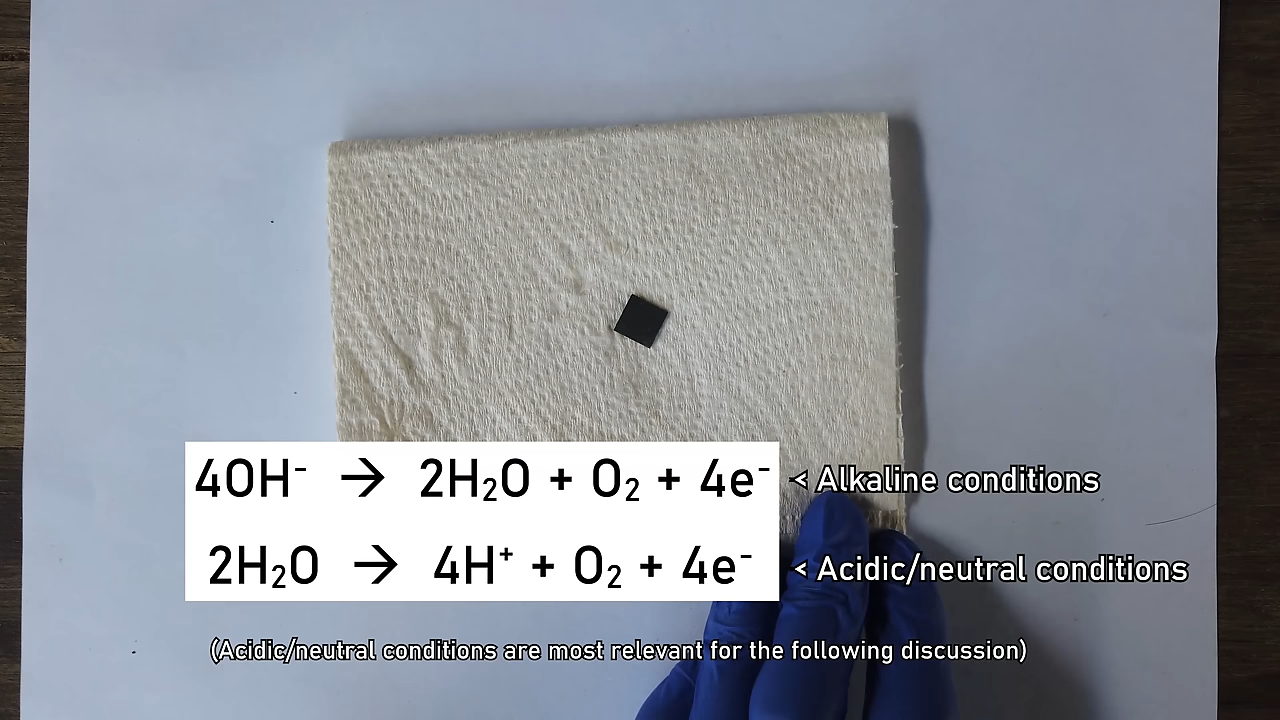 4OH⁻ → 2H₂O + O₂ + 4e⁻ < Alkaline conditions
2H₂O → 4H⁺ + O₂ + 4e⁻ < Acidic/neutral conditions
(Acidic/neutral conditions are most relevant for the following discussion)